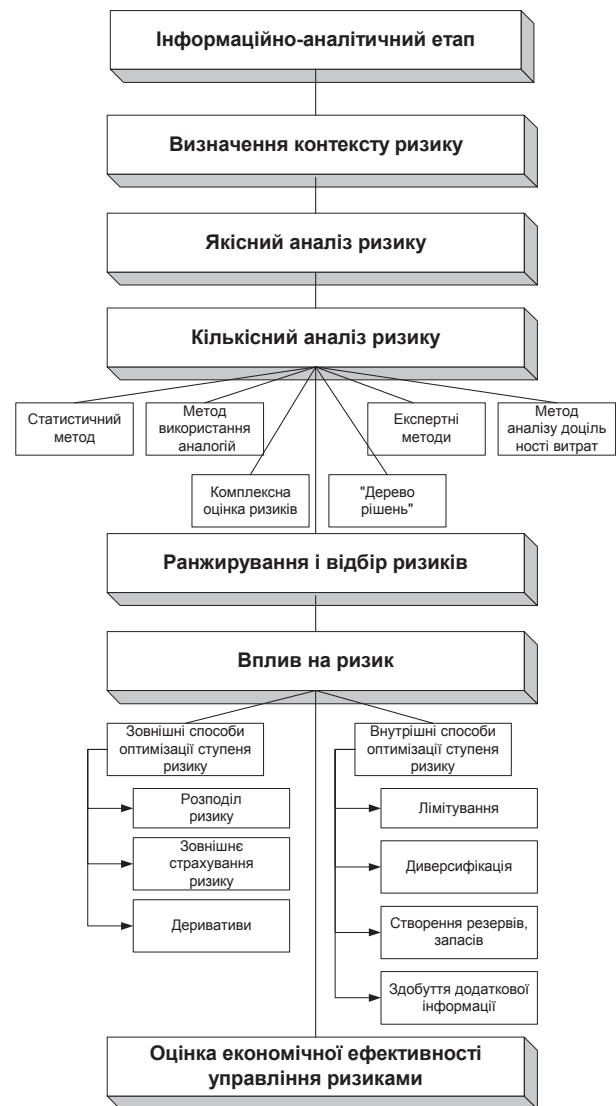 Інформаційно-аналітичний етап
Визначення контексту ризику
Якісний аналіз ризику
Кількісний аналіз ризику
Статистичний
метод
Метод
використання
аналогій
Експертні
методи
Метод
аналізу доціль
ності витрат
Комплексна
оцінка ризиків
"Дерево
рішень"
Ранжирування і відбір ризиків
Вплив на ризик
Зовнішні способи
оптимізації ступеня
ризику
Розподіл
ризику
Зовнішнє
страхування
ризику
Деривативи
Внутрішні способи
оптимізації ступеня
ризику
Лімітування
Диверсифікація
Створення резервів,
запасів
Здобуття додаткової
інформації
Оцінка економічної ефективності
управління ризиками